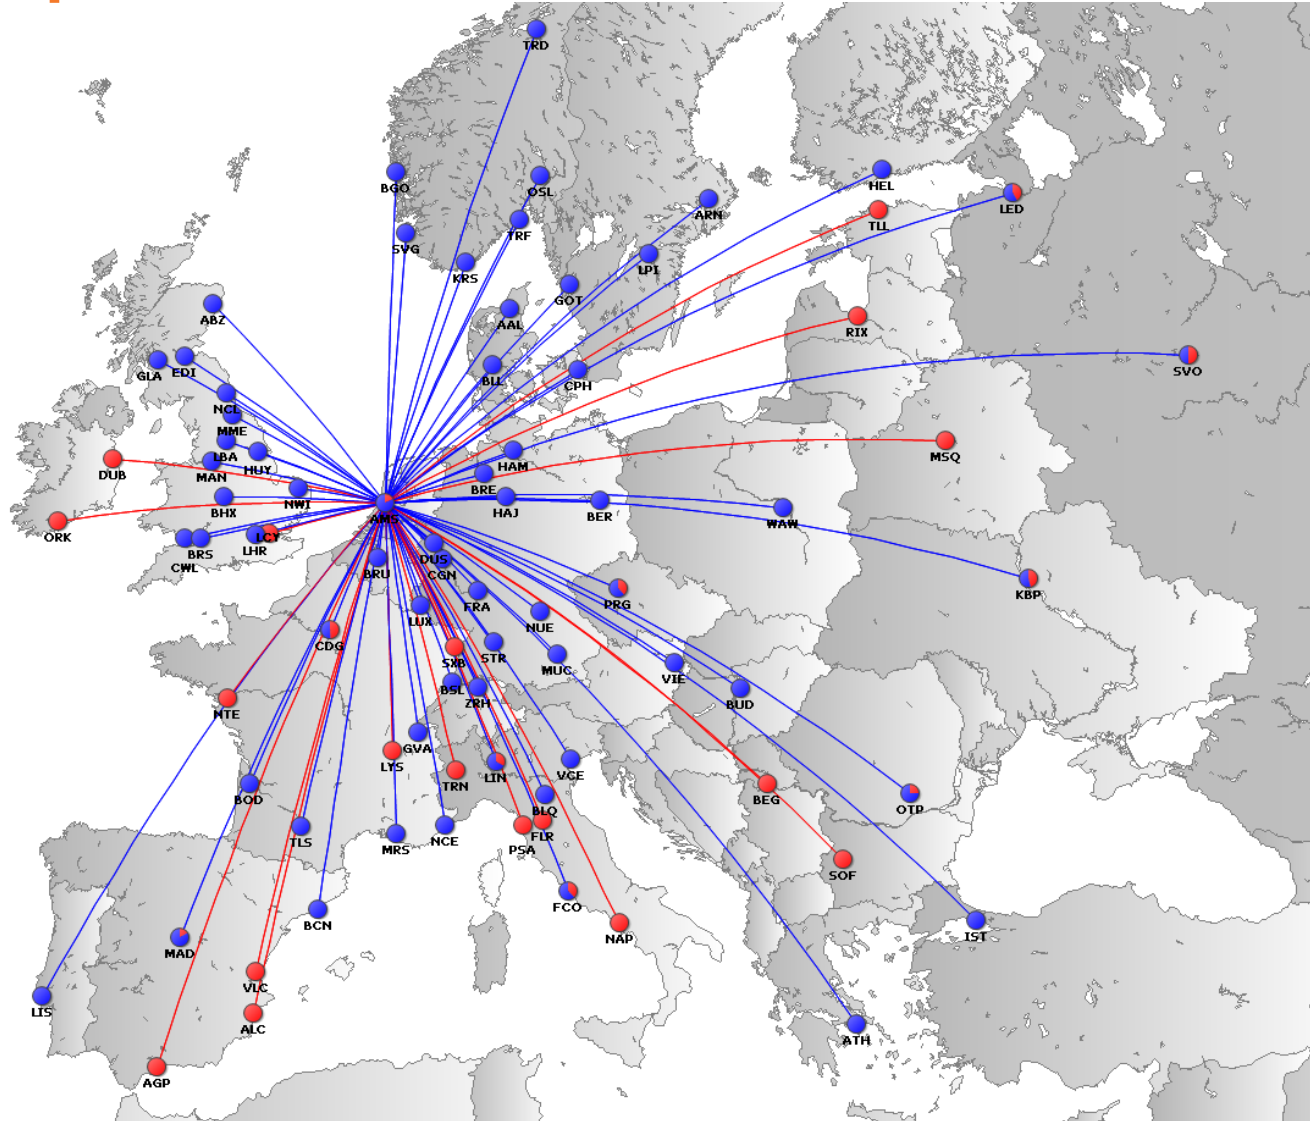 TRD
BGO
OSL
HEL
LED
ARN
TLL
SVG
TRF
LPI
KRS
GOT
ABZ
AAL
RIX
GLA
EDI
BLL
CPH
SVO
NCL
MME
LBA
HUY
HAM
MSQ
DUB
MAN
BRE
NWI
BHX
AMS
HAJ
BER
WAW
ORK
LCY
LHR
BRS
CWL
DUS
CGN
BRU
FRA
PRG
KBP
LUX
NUE
CDG
SXB
STR
MUC
VIE
BSL
ZRH
BUD
NTE
GVA
LYS
LIN
VCE
TRN
BOD
BEG
OTP
BLQ
TLS
MRS
NCE
PSA
FLR
SOF
FCO
BCN
NAP
IST
MAD
VLC
LIS
ALC
ATH
AGP